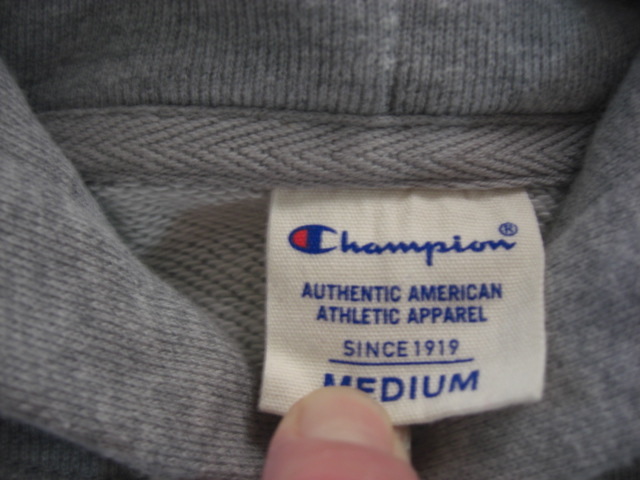 Champion®
AUTHENTIC AMERICAN
ATHLETIC APPAREL
SINCE 1919
MEDIUM